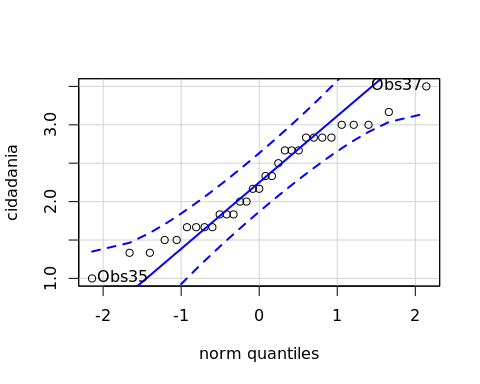 Obs37
3.0
2.0
1.0
cidadania
Obs35
-2 -1 0 1 2
norm quantiles